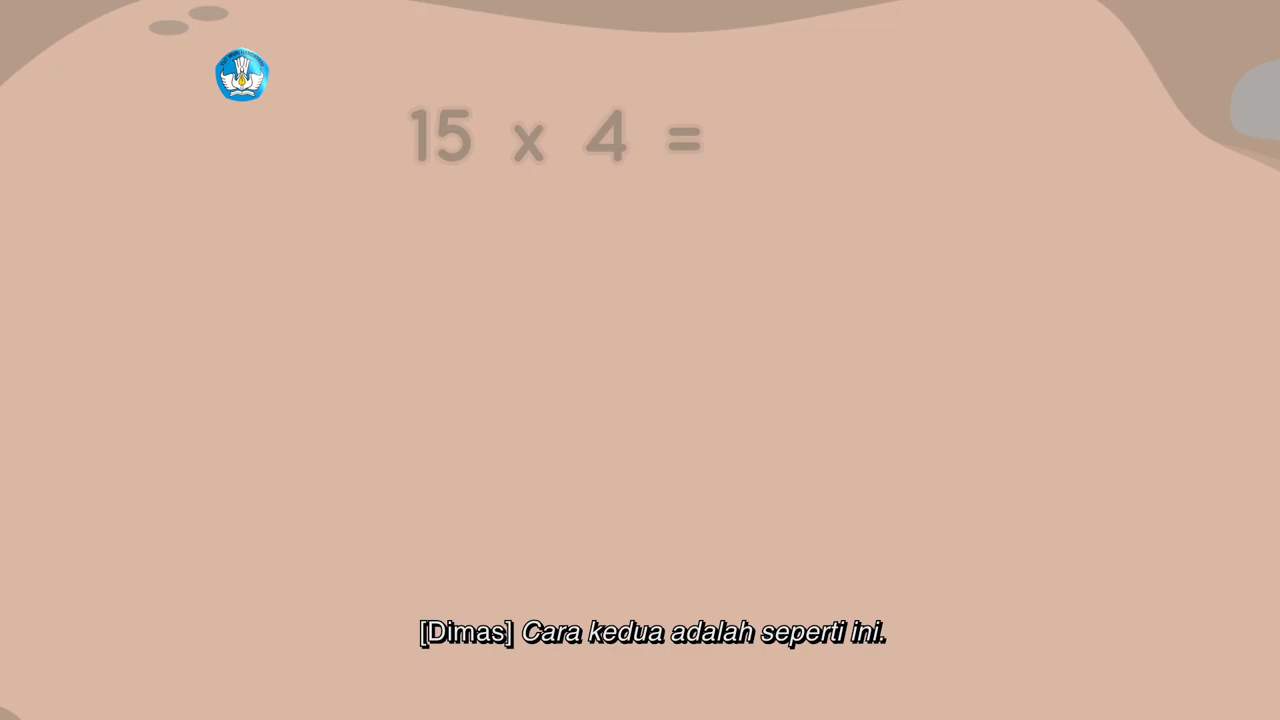 15 x 4 =
[Dimas] Cara kedua adalah seperti ini.